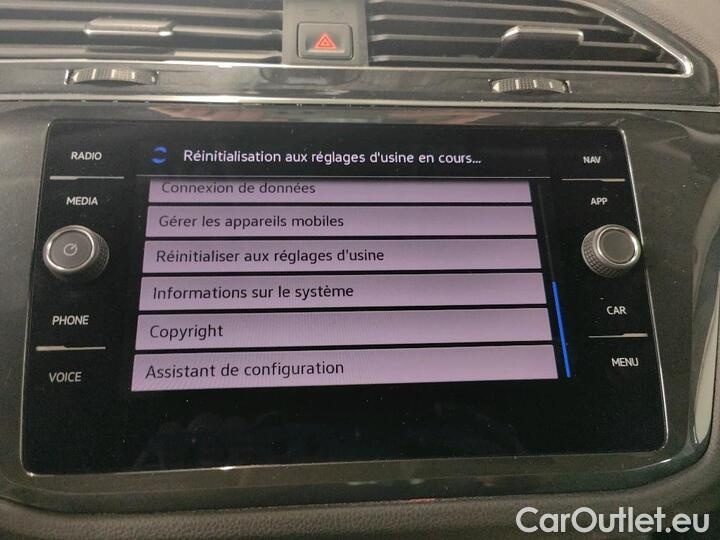 RADIO
Réinitialisation aux réglages d'usine en cours...
NAV
MEDIA
Connexion de données
APP
Gérer les appareils mobiles
Réinitialiser aux réglages d'usine
Informations sur le système
PHONE
Copyright
CAR
VOICE
Assistant de configuration
MENU
CarOutlet.eu